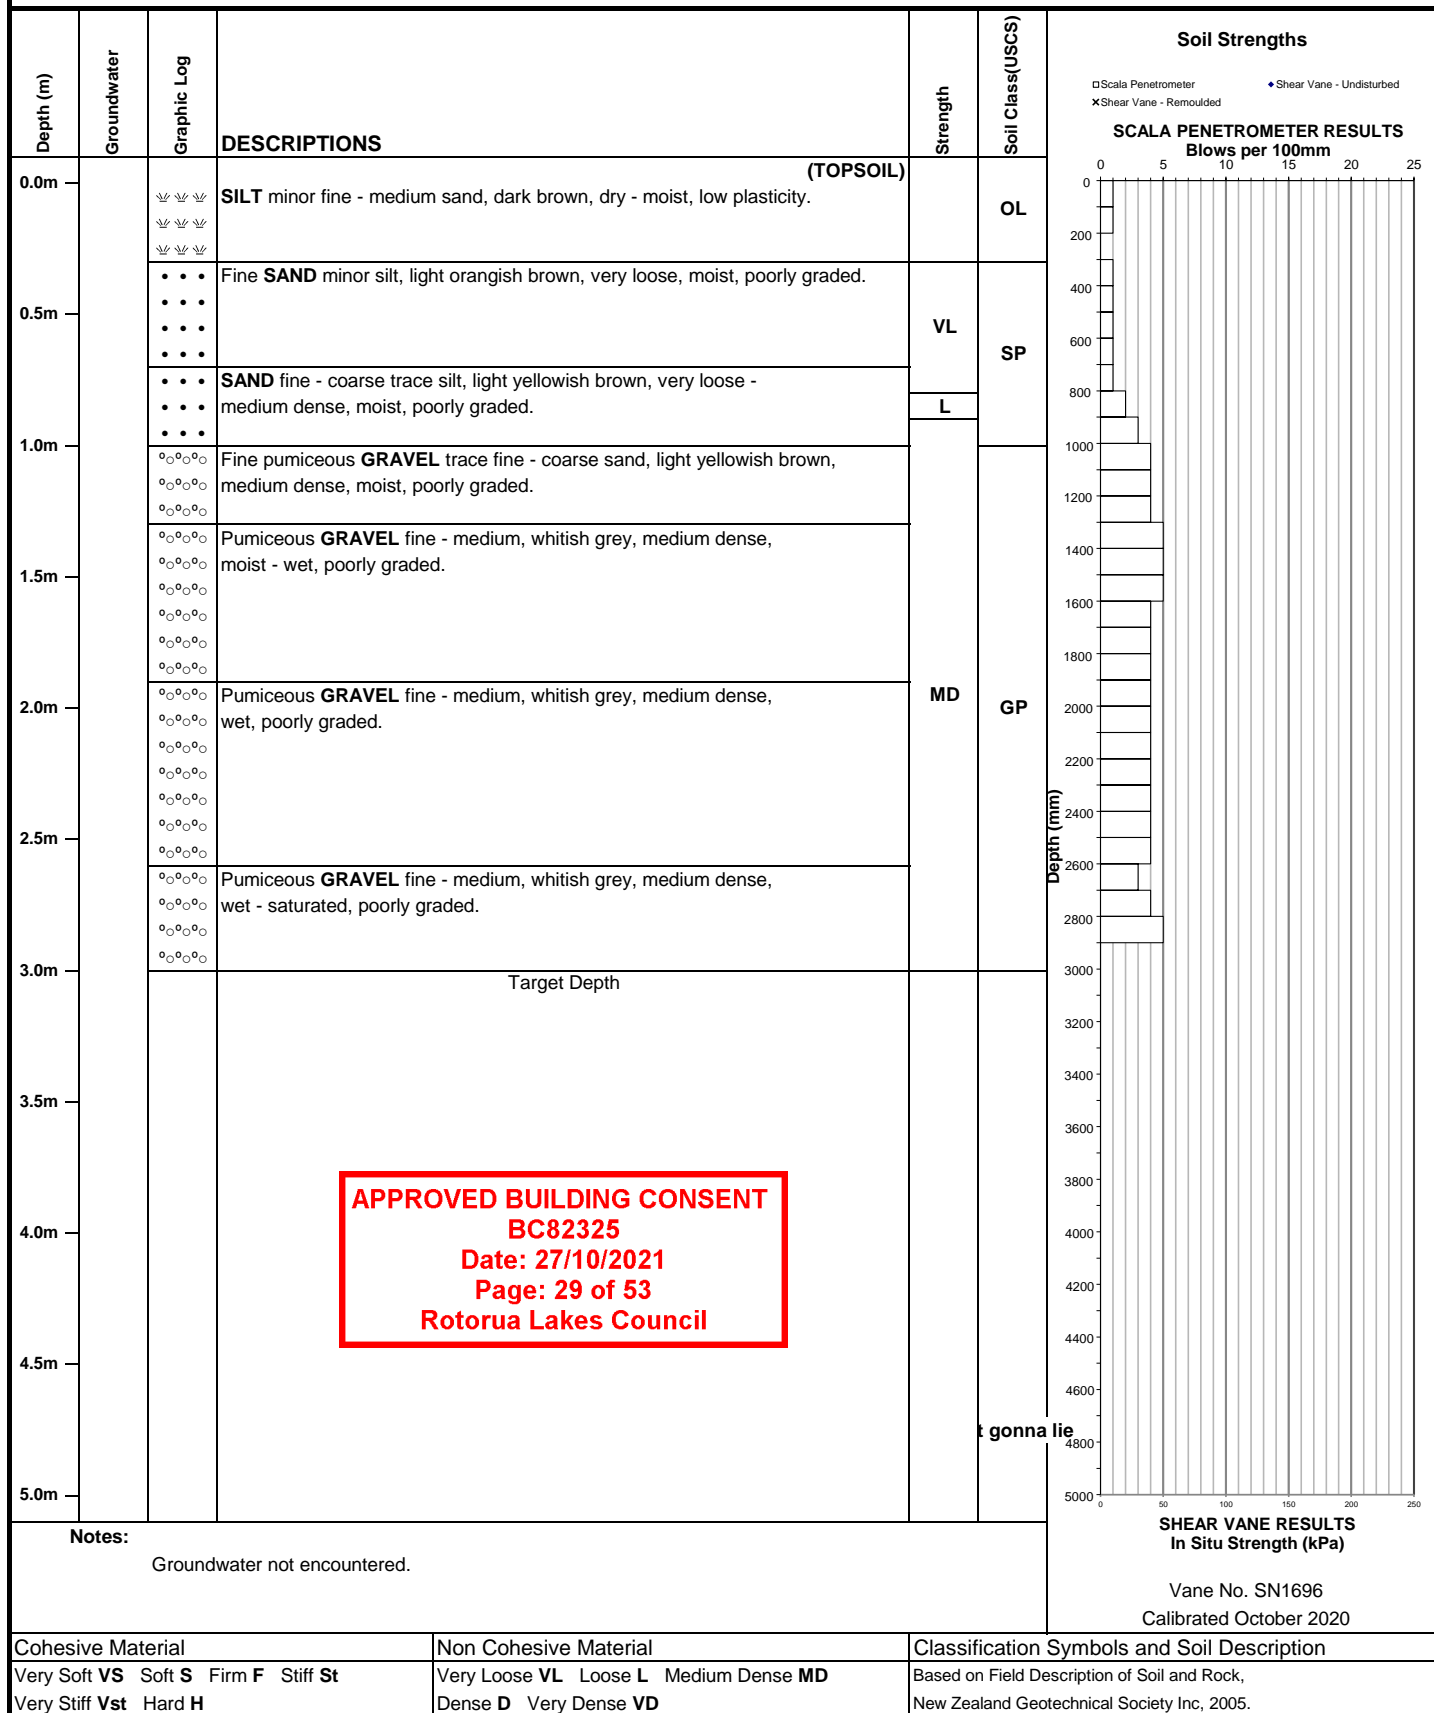 Depth (m)
Groundwater
Graphic Log
DESCRIPTIONS
Strength
Soil Class(USCS)
Soil Strengths
Scala Penetrometer
Shear Vane - Undisturbed
Shear Vane - Remoulded
SCALA PENETROMETER RESULTS
Blows per 100mm
0 5 10 15 20 25
0.0m
(TOPSOIL)
SILT minor fine - medium sand, dark brown, dry - moist, low plasticity.
OL
Fine SAND minor silt, light orangish brown, very loose, moist, poorly graded.
0.5m
VL
SP
SAND fine - coarse trace silt, light yellowish brown, very loose -
medium dense, moist, poorly graded.
L
1.0m
Fine pumiceous GRAVEL trace fine - coarse sand, light yellowish brown,
medium dense, moist, poorly graded.
Pumiceous GRAVEL fine - medium, whitish grey, medium dense,
moist - wet, poorly graded.
1.5m
Pumiceous GRAVEL fine - medium, whitish grey, medium dense,
wet, poorly graded.
MD
GP
2.0m
2.5m
Pumiceous GRAVEL fine - medium, whitish grey, medium dense,
wet - saturated, poorly graded.
3.0m
Target Depth
3.5m
4.0m
4.5m
5.0m
APPROVED BUILDING CONSENT
BC82325
Date: 27/10/2021
Page: 29 of 53
Rotorua Lakes Council
t gonna lie
Depth (mm)
0
200
400
600
800
1000
1200
1400
1600
1800
2000
2200
2400
2600
2800
3000
3200
3400
3600
3800
4000
4200
4400
4600
4800
5000
0 50 100 150 200 250
SHEAR VANE RESULTS
In Situ Strength (kPa)
Vane No. SN1696
Calibrated October 2020
Notes:
Groundwater not encountered.
Cohesive Material
Very Soft VS Soft S Firm F Stiff St
Very Stiff Vst Hard H
Non Cohesive Material
Very Loose VL Loose L Medium Dense MD
Dense D Very Dense VD
Classification Symbols and Soil Description
Based on Field Description of Soil and Rock,
New Zealand Geotechnical Society Inc, 2005.